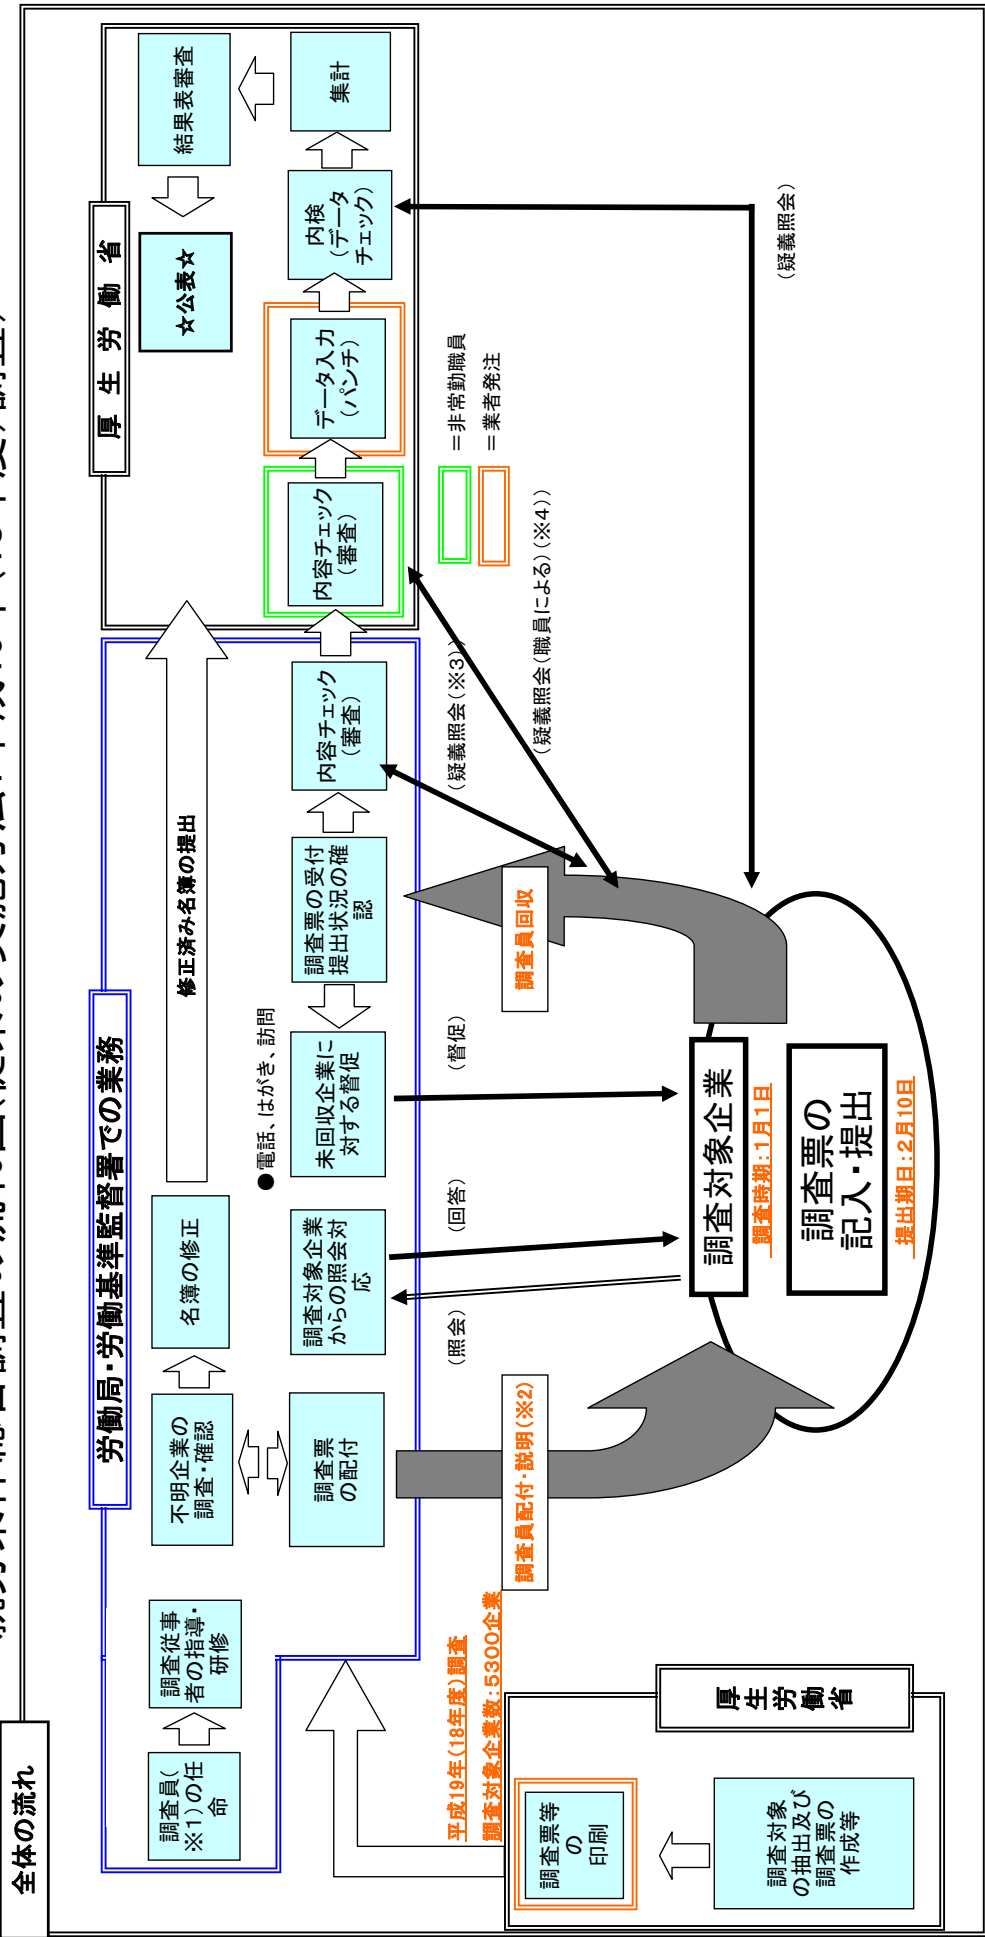 全体の流れ
労働局・労働基準監督署での業務
厚 生 労 働 省
調査員(
※1)の任
命
調査従事
者の指導・
研修
不明企業の
調査・確認
名簿の修正
修正済み名簿の提出
☆公表☆
結果表審査
●電話、はがき、訪問
調査票
の配付
調査対象企業
からの照会対
応
未回収企業に
対する督促
調査票の受付
提出状況の確
認
内容チェック
(審査)
内容チェック
(審査)
データ入力
(パンチ)
内検
(データ
チェック)
集計
平成19年(18年度)調査
調査対象企業数:5300企業
(照会)
(回答)
(督促)
(疑義照会(※3))
=非常勤職員
=業者発注
調査員配付・説明(※2)
調査員回収
(疑義照会(職員による)(※4))
(疑義照会)
調査票等
の
印刷
厚生労働省
調査対象
の抽出及び
調査票の
作成等
調査対象企業
調査時期:1月1日
調査票の
記入・提出
提出期日:2月10日